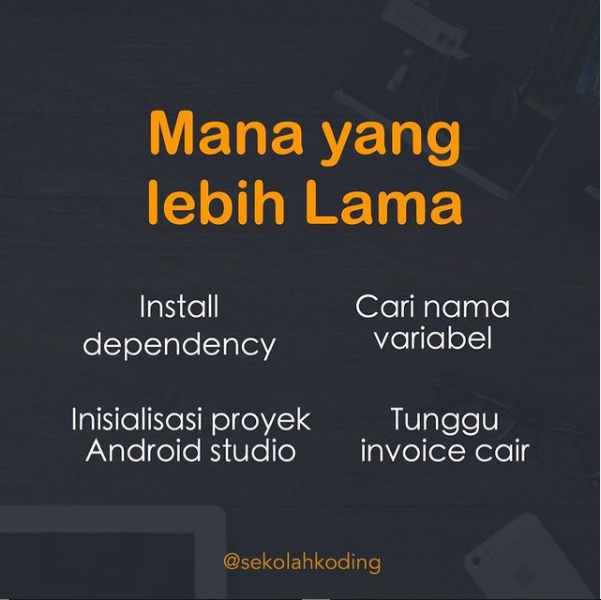 Mana yang
lebih Lama
Install
dependency
Cari nama
variabel
Inisialisasi proyek
Android studio
Tunggu
invoice cair
@sekolahkoding